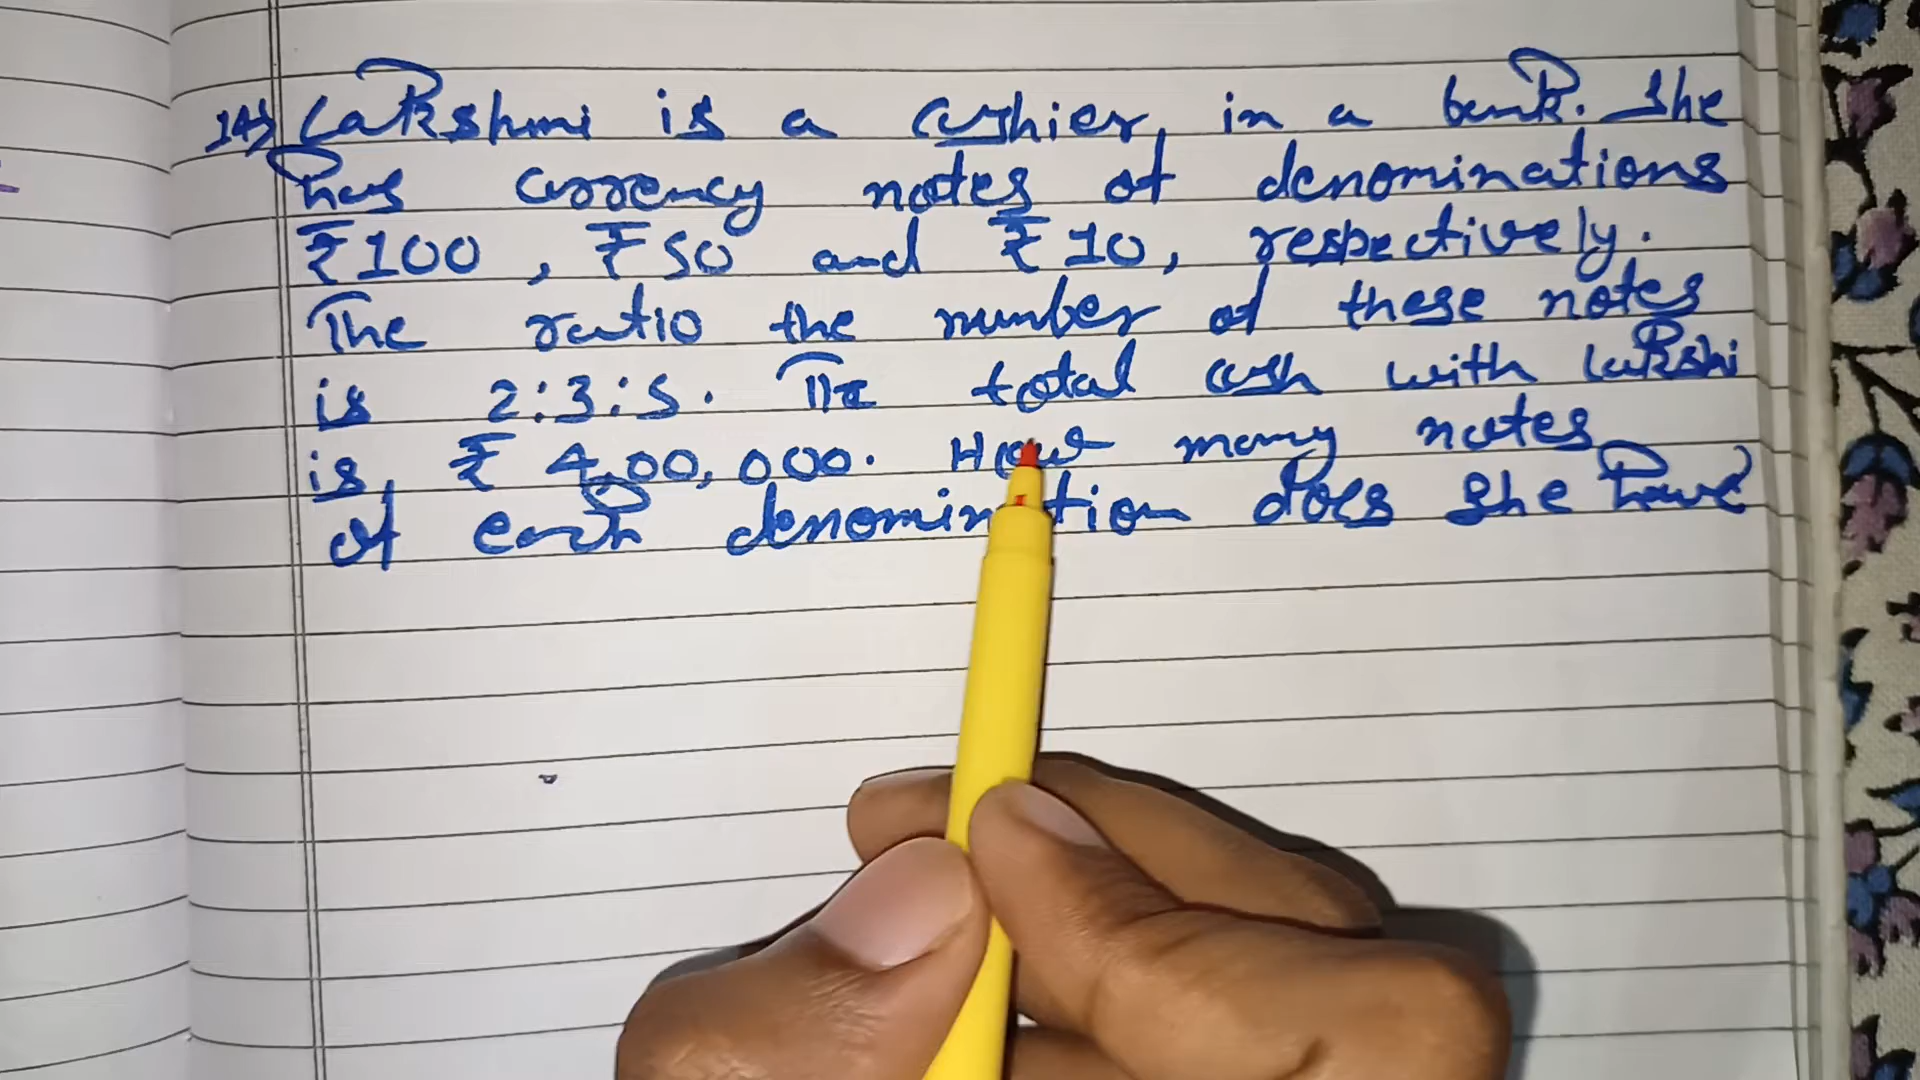 14) Lakshmi is a cashier, in a bank. She
has currency notes of denominations
₹100, ₹50 and ₹10, respectively.
The ratio the number of these notes
is 2:3:5. The total cash with Lakshi
is, ₹ 4,00,000. How many notes
of each denomination does she have?